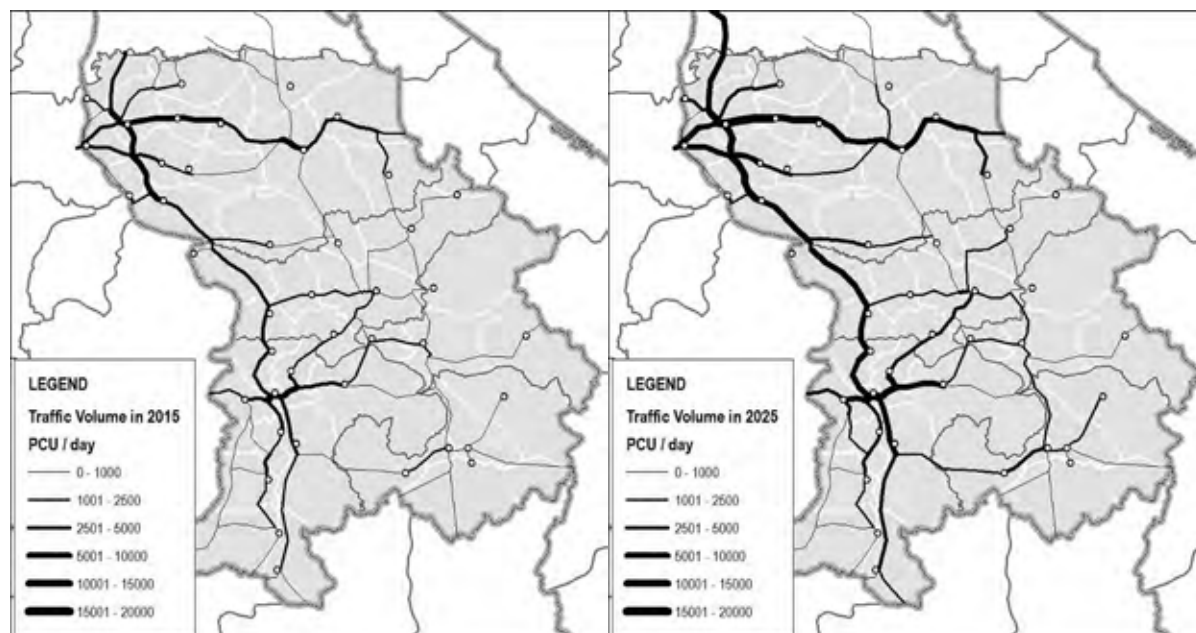 LEGEND
Traffic Volume in 2015
PCU / day
0 - 1000
1001 - 2500
2501 - 5000
5001 - 10000
10001 - 15000
15001 - 20000
LEGEND
Traffic Volume in 2025
PCU / day
0 - 1000
1001 - 2500
2501 - 5000
5001 - 10000
10001 - 15000
15001 - 20000